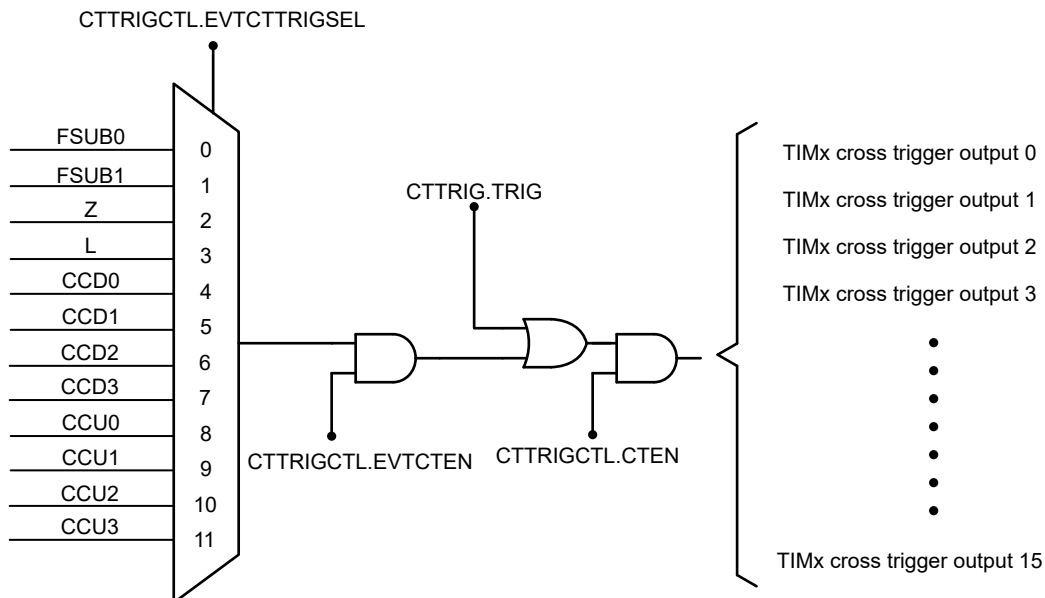 CTTRIGCTL.EVTCTTRIGSEL
FSUB0
0
FSUB1
1
Z
2
L
3
CCD0
4
CCD1
5
CCD2
6
CCD3
7
CCU0
8
CCU1
9
CCU2
10
CCU3
11
CTTRIG.TRIG
CTTRIGCTL.EVTCTEN
CTTRIGCTL.CTEN
TIMx cross trigger output 0
TIMx cross trigger output 1
TIMx cross trigger output 2
TIMx cross trigger output 3
TIMx cross trigger output 15